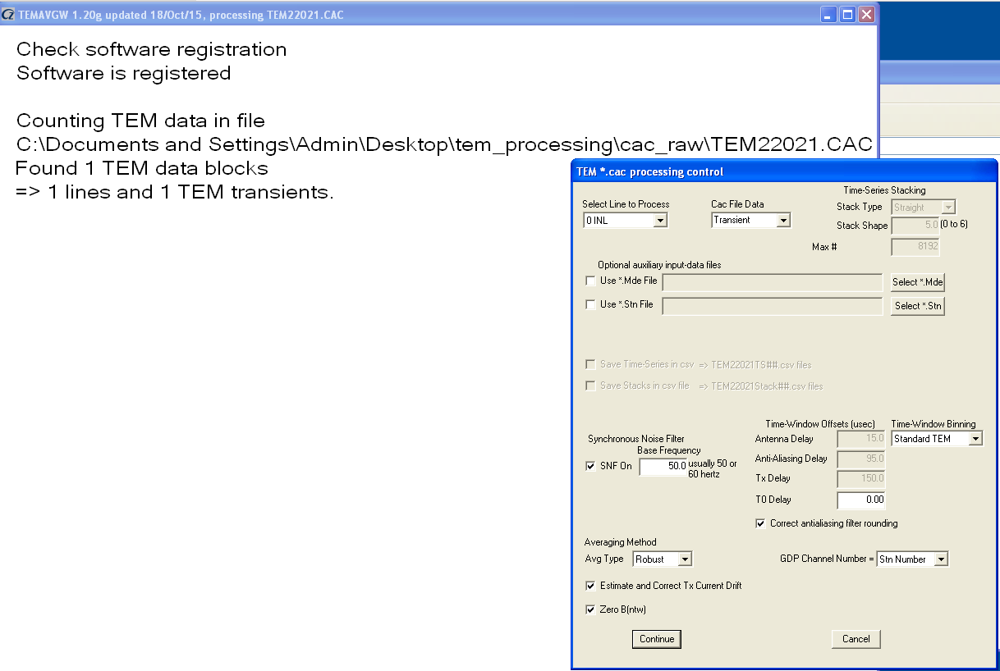 TEMAVGW 1.20g updated 18/Oct/15, processing TEM22021.CAC
Check software registration
Software is registered
Counting TEM data in file
C:\Documents and Settings\Admin\Desktop\tem_processing\cac_raw\TEM22021.CAC
Found 1 TEM data blocks
=> 1 lines and 1 TEM transients.
TEM *.cac processing control
Time-Series Stacking
Select Line to Process
Cac File Data
Stack Type Straight
0 INL
Transient
Stack Shape 5.0 (0 to 6)
Max # 8192
Optional auxiliary input-data files
Use *.Mde File Select *.Mde
Use *.Stn File Select *.Stn
Save Time-Series in csv => TEM22021TS##.csv files
Save Stacks in csv file => TEM22021Stack##.csv files
Synchronous Noise Filter
Base Frequency
SNF On 50.0 usually 50 or
60 hertz
Time-Window Offsets (usec)
Antenna Delay 15.0
Anti-Aliasing Delay 95.0
Tx Delay 150.0
T0 Delay 0.00
Time-Window Binning
Standard TEM
Correct antialiasing filter rounding
Averaging Method
Avg Type Robust
GDP Channel Number = Stn Number
Estimate and Correct Tx Current Drift
Zero B(ntw)
Continue
Cancel